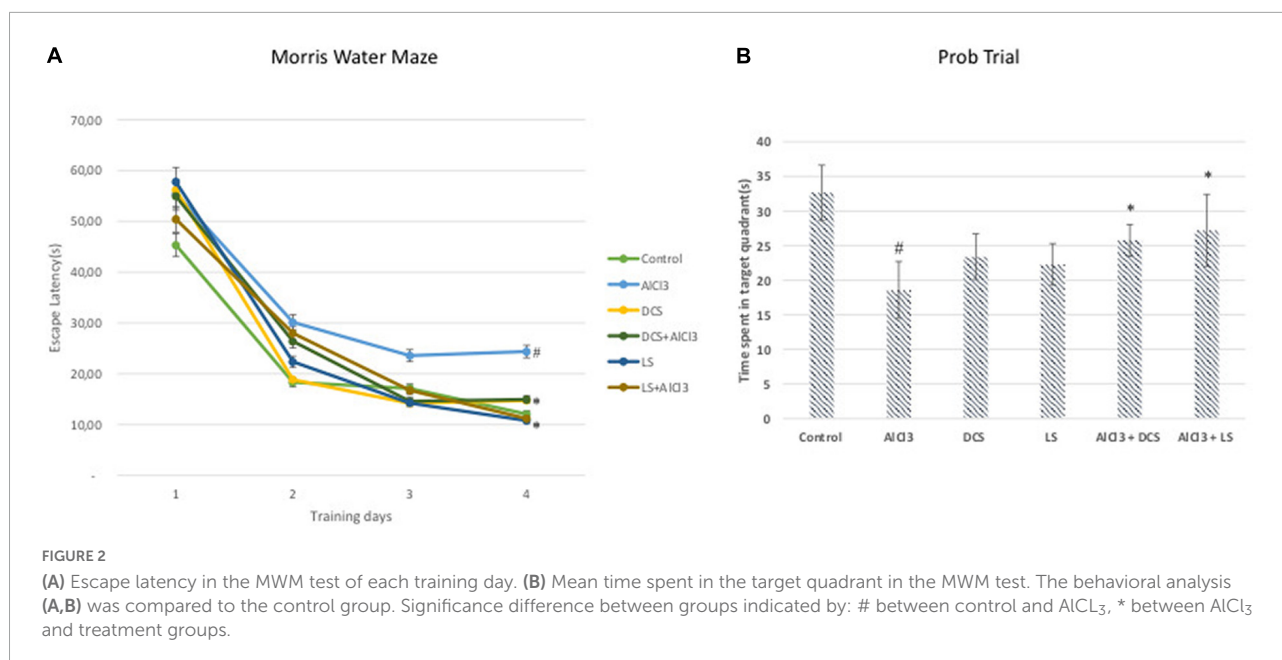 A
Morris Water Maze
70,00
60,00
50,00
40,00
30,00
20,00
10,00
-
Escape Latency(s)
1 2 3 4
Training days
#
*
*
Control
AlCl3
DCS
DCS+AlCl3
LS
LS+AlCl3
B
Prob Trial
40
35
30
25
20
15
10
5
0
Time spent in target quadrant(s)
#
*
*
Control AlCl3 DCS LS AlCl3 + DCS AlCl3 + LS
FIGURE 2
(A) Escape latency in the MWM test of each training day. (B) Mean time spent in the target quadrant in the MWM test. The behavioral analysis
(A,B) was compared to the control group. Significance difference between groups indicated by: # between control and AlCL₃, * between AlCl₃
and treatment groups.